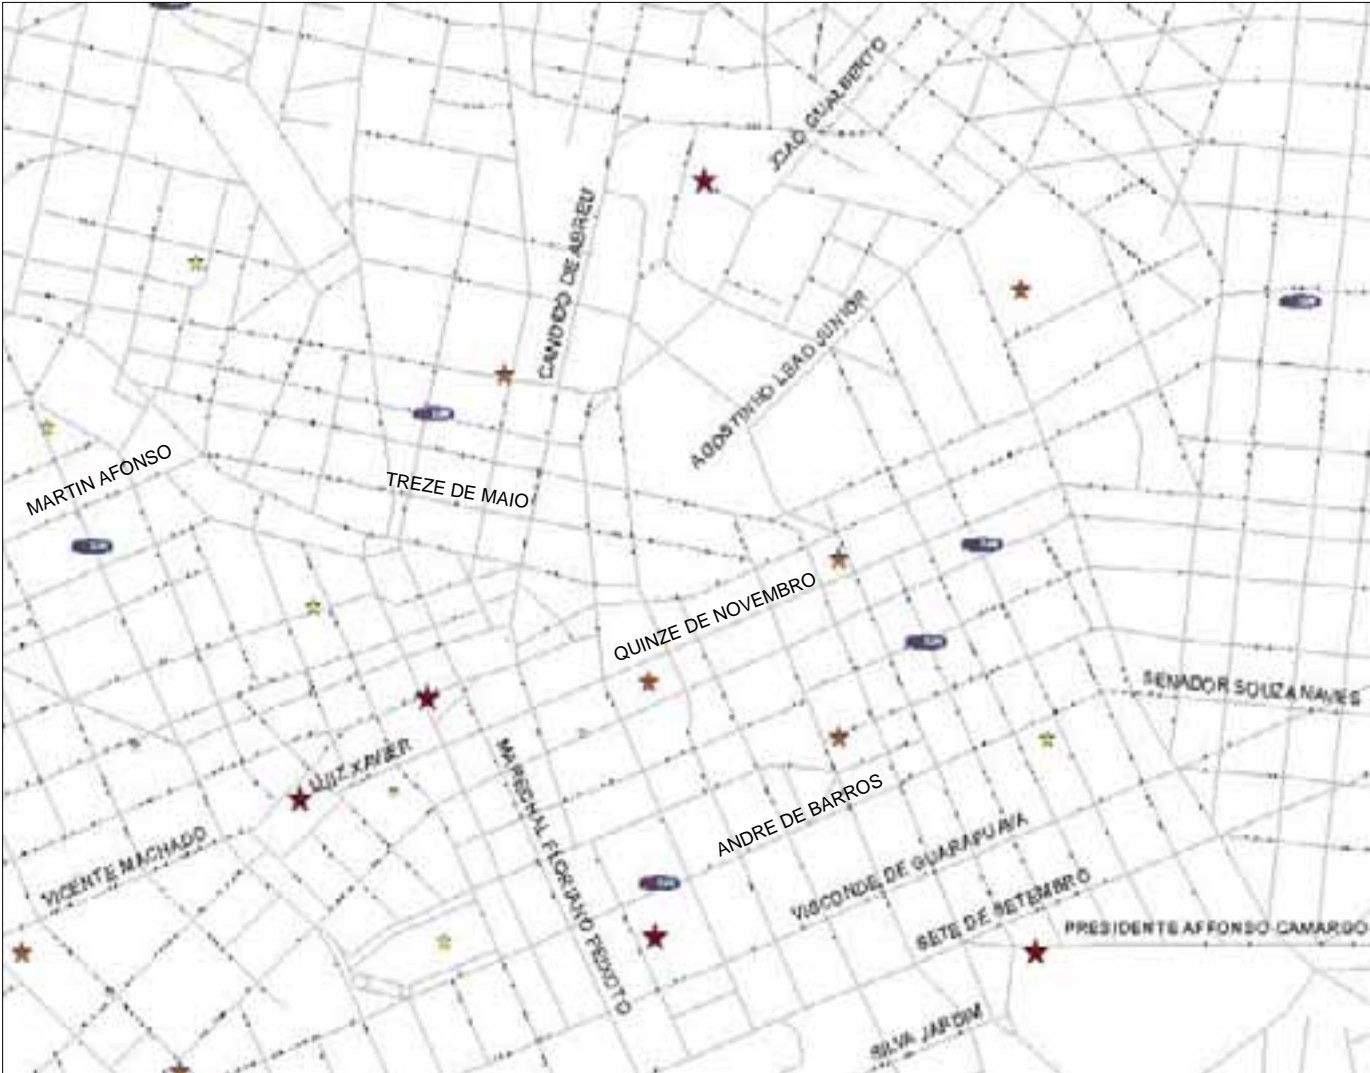 JOAO GUALBERTO
CANDIDO DE ABREU
AGOSTINHO LEAO JUNIOR
MARTIN AFONSO
TREZE DE MAIO
QUINZE DE NOVEMBRO
SENADOR SOUZA NAVES
LUIZ XAVIER
MARECHAL FLORIANO PEIXOTO
ANDRE DE BARROS
VICENTE MACHADO
VISCONDE DE GUARAPUAVA
SETE DE SETEMBRO
PRESIDENTE AFFONSO CAMARGO
SILVA JARDIM